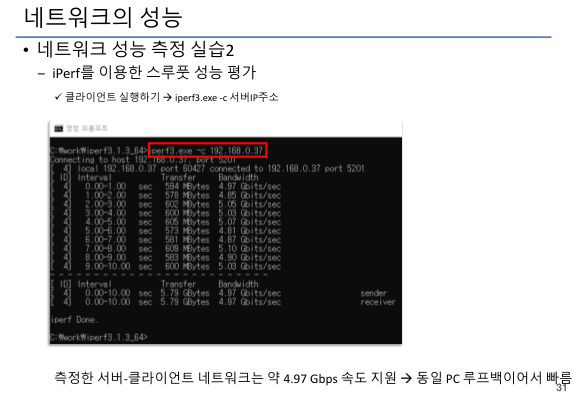 네트워크의 성능
• 네트워크 성능 측정 실습2
– iPerf를 이용한 스루풋 성능 평가
✓ 클라이언트 실행하기 → iperf3.exe -c 서버IP주소
명령 프롬프트
C:\work\iperf3.1.3_64>iperf3.exe -c 192.168.0.37
Connecting to host 192.168.0.37, port 5201
[  4] local 192.168.0.37 port 60427 connected to 192.168.0.37 port 5201
[ ID] Interval Transfer Bandwidth
[  4] 0.00-1.00 sec 594 MBytes 4.97 Gbits/sec
[  4] 1.00-2.00 sec 578 MBytes 4.85 Gbits/sec
[  4] 2.00-3.00 sec 602 MBytes 5.05 Gbits/sec
[  4] 3.00-4.00 sec 600 MBytes 5.03 Gbits/sec
[  4] 4.00-5.00 sec 605 MBytes 5.07 Gbits/sec
[  4] 5.00-6.00 sec 573 MBytes 4.81 Gbits/sec
[  4] 6.00-7.00 sec 581 MBytes 4.87 Gbits/sec
[  4] 7.00-8.00 sec 609 MBytes 5.10 Gbits/sec
[  4] 8.00-9.00 sec 583 MBytes 4.90 Gbits/sec
[  4] 9.00-10.00 sec 600 MBytes 5.03 Gbits/sec
- - - - - - - - - - - - - - - - - - - - - - - - -
[ ID] Interval Transfer Bandwidth
[  4] 0.00-10.00 sec 5.79 GBytes 4.97 Gbits/sec sender
[  4] 0.00-10.00 sec 5.79 GBytes 4.97 Gbits/sec receiver
iperf Done.
C:\work\iperf3.1.3_64>
측정한 서버-클라이언트 네트워크는 약 4.97 Gbps 속도 지원 → 동일 PC 루프백이어서 빠름
31